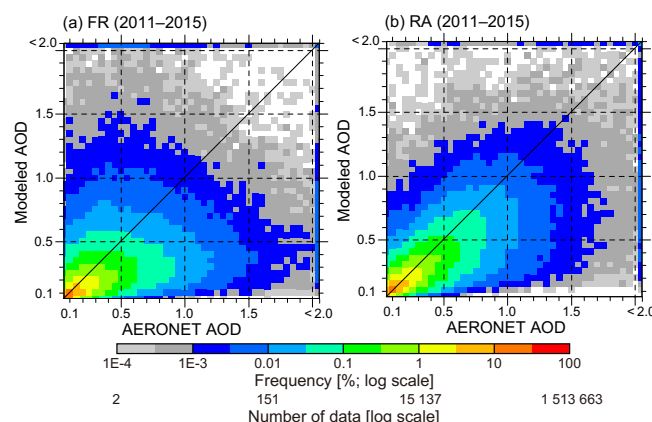 (a) FR (2011–2015)
(b) RA (2011–2015)
<2.0
1.5
1.0
0.5
0.1
Modeled AOD
0.1 0.5 1.0 1.5 <2.0
AERONET AOD
<2.0
1.5
1.0
0.5
0.1
Modeled AOD
0.1 0.5 1.0 1.5 <2.0
AERONET AOD
1E-4 1E-3 0.01 0.1 1 10 100
Frequency [%; log scale]
2 151 15 137 1 513 663
Number of data [log scale]